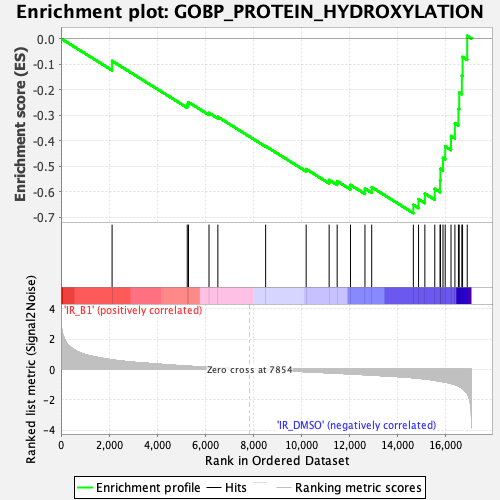 Enrichment plot: GOBP_PROTEIN_HYDROXYLATION
Enrichment score (ES)
0.0
-0.1
-0.2
-0.3
-0.4
-0.5
-0.6
-0.7
'IR_B1' (positively correlated)
Ranked list metric (Signal2Noise)
4
2
0
-2
-4
Zero cross at 7854
'IR_DMSO' (negatively correlated)
0 2,000 4,000 6,000 8,000 10,000 12,000 14,000 16,000
Rank in Ordered Dataset
Enrichment profile Hits Ranking metric scores